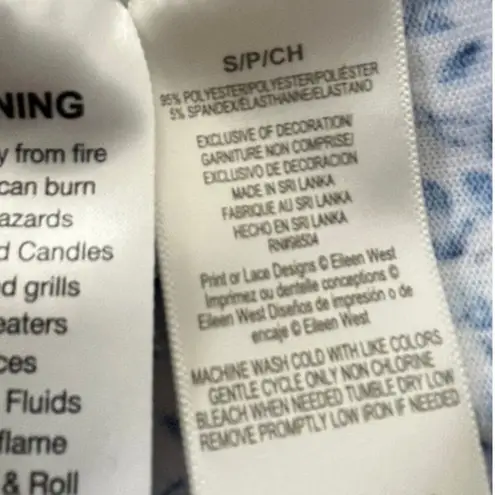 NING
y from fire
can burn
azards
d Candles
d grills
eaters
ces
Fluids
flame
& Roll
S/P/CH
95% POLYESTER/POLYESTER/POLIÉSTER
5% SPANDEX/ELASTHANNE/ELASTANO
EXCLUSIVE OF DECORATION/
GARNITURE NON COMPRISE/
EXCLUSIVO DE DECORACION
MADE IN SRI LANKA
FABRIQUE AU SRI LANKA
HECHO EN SRI LANKA
Print or Lace Designs © Eileen West
Imprimez ou dentelle conceptions ©
Eileen West Diseños de impresión o de
encaje © Eileen West
MACHINE WASH COLD WITH LIKE COLORS
GENTLE CYCLE ONLY NON CHLORINE
BLEACH WHEN NEEDED TUMBLE DRY LOW
REMOVE PROMPTLY LOW IRON IF NEEDED